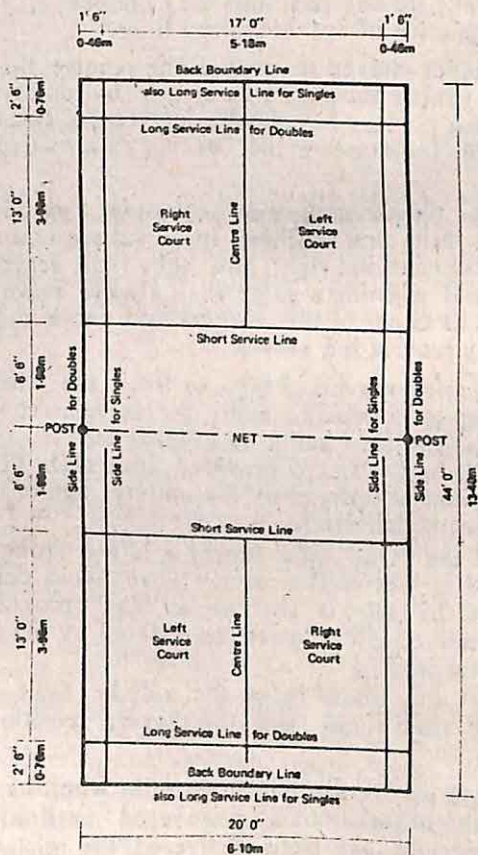 1' 6" 17' 0" 1' 6"
0-46m 5-18m 0-46m
Back Boundary Line
also Long Service Line for Singles
Long Service Line for Doubles
2' 6"
0-76m
13' 0"
3-96m
Right
Service
Court
Centre Line
Left
Service
Court
Short Service Line
6' 6"
1-98m
Side Line for Doubles
Side Line for Singles
Side Line for Singles
Side Line for Doubles
POST NET POST
6' 6"
1-98m
44' 0"
13-40m
Short Service Line
13' 0"
3-96m
Left
Service
Court
Centre Line
Right
Service
Court
Long Service Line for Doubles
2' 6"
0-76m
Back Boundary Line
also Long Service Line for Singles
20' 0"
6-10m